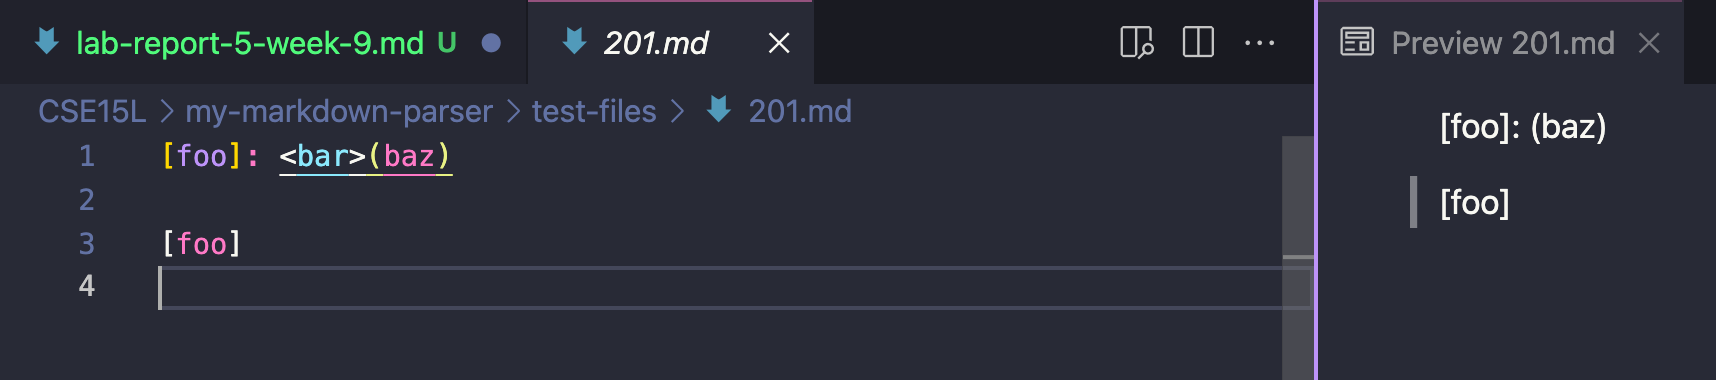 lab-report-5-week-9.md U 201.md Preview 201.md
CSE15L > my-markdown-parser > test-files > 201.md
1 [foo]: <bar>(baz)
2
3 [foo]
4
[foo]: (baz)
[foo]